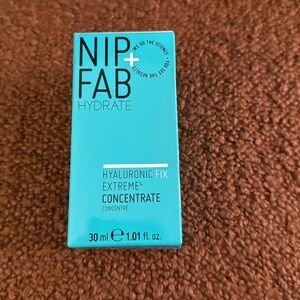 NIP+
FAB
HYDRATE
WE DO THE SCIENCE · YOU SEE THE RESULTS
HYALURONIC FIX
EXTREME⁴
CONCENTRATE
CONCENTRÉ
30 ml ℮ 1.01 fl. oz.